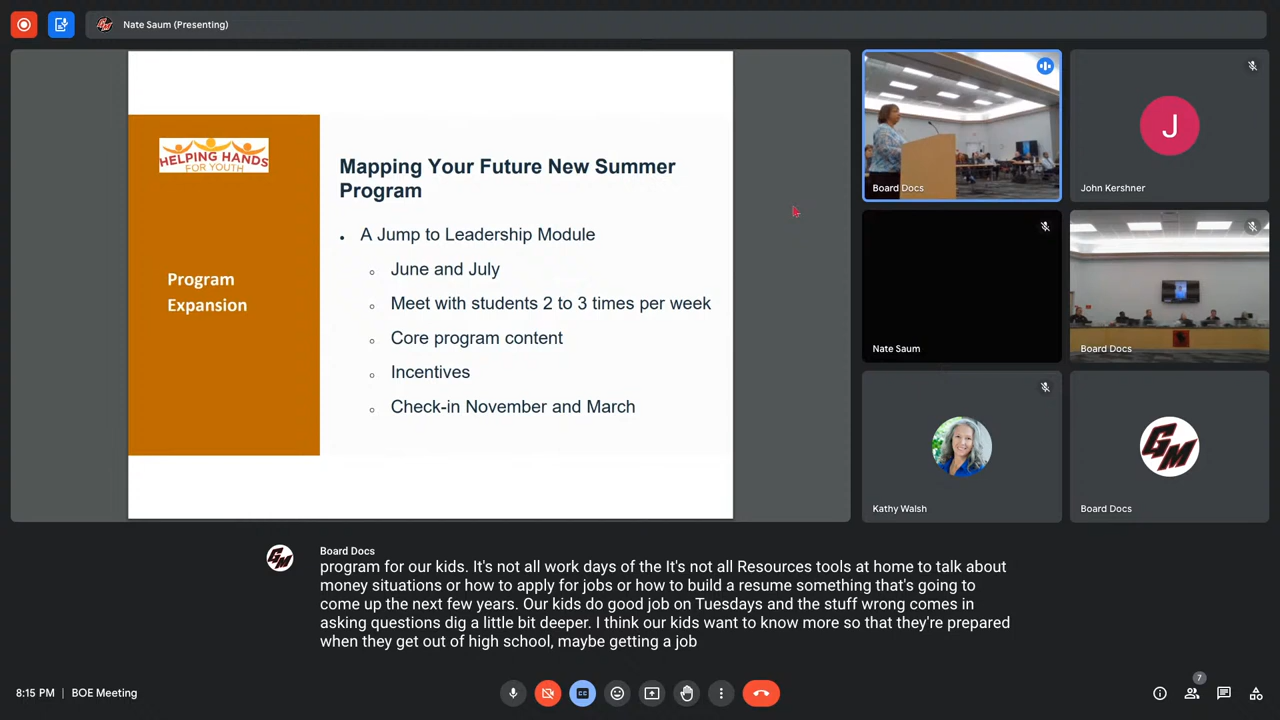 Nate Saum (Presenting)
HELPING HANDS
FOR YOUTH
Program
Expansion
Mapping Your Future New Summer
Program
• A Jump to Leadership Module
○ June and July
○ Meet with students 2 to 3 times per week
○ Core program content
○ Incentives
○ Check-in November and March
Board Docs
J
John Kershner
Nate Saum
Board Docs
Kathy Walsh
GM
Board Docs
Board Docs
program for our kids. It's not all work days of the It's not all Resources tools at home to talk about
money situations or how to apply for jobs or how to build a resume something that's going to
come up the next few years. Our kids do good job on Tuesdays and the stuff wrong comes in
asking questions dig a little bit deeper. I think our kids want to know more so that they're prepared
when they get out of high school, maybe getting a job
8:15 PM | BOE Meeting
7